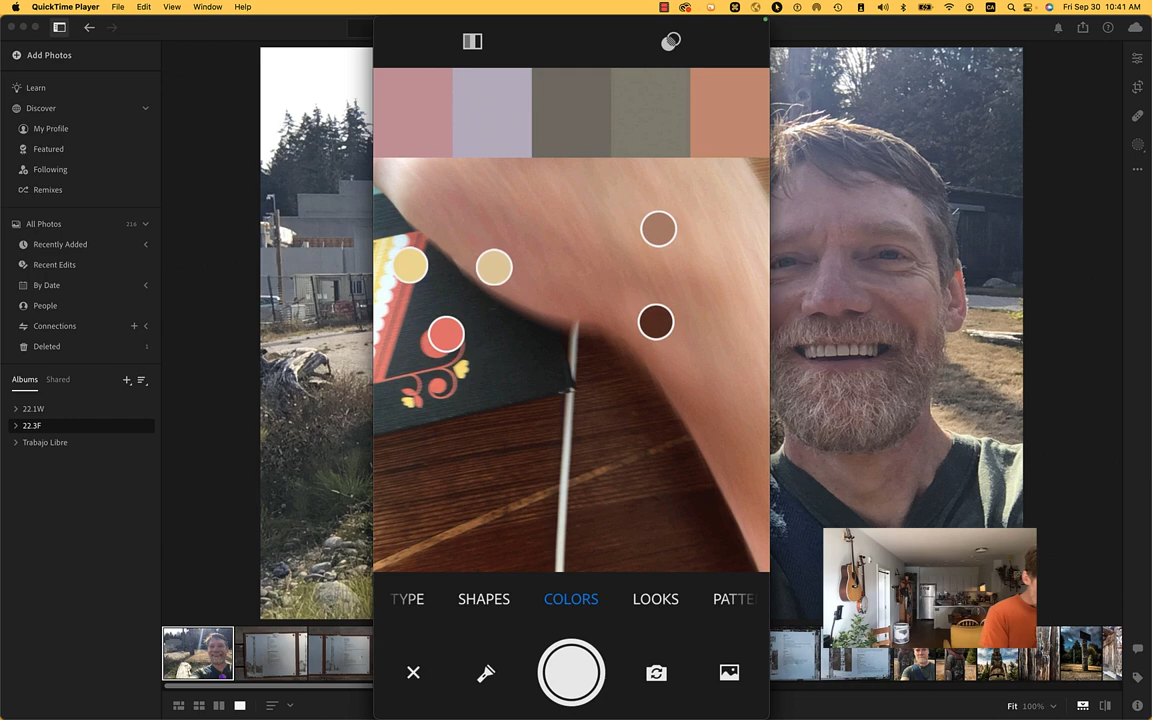 QuickTime Player File Edit View Window Help
CA
Fri Sep 30 10:41 AM
Add Photos
Learn
Discover
My Profile
Featured
Following
Remixes
All Photos 216
Recently Added
Recent Edits
By Date
People
Connections
Deleted 1
Albums Shared
22.1W
22.3F
Trabajo Libre
TYPE SHAPES COLORS LOOKS PATTE
Fit 100%